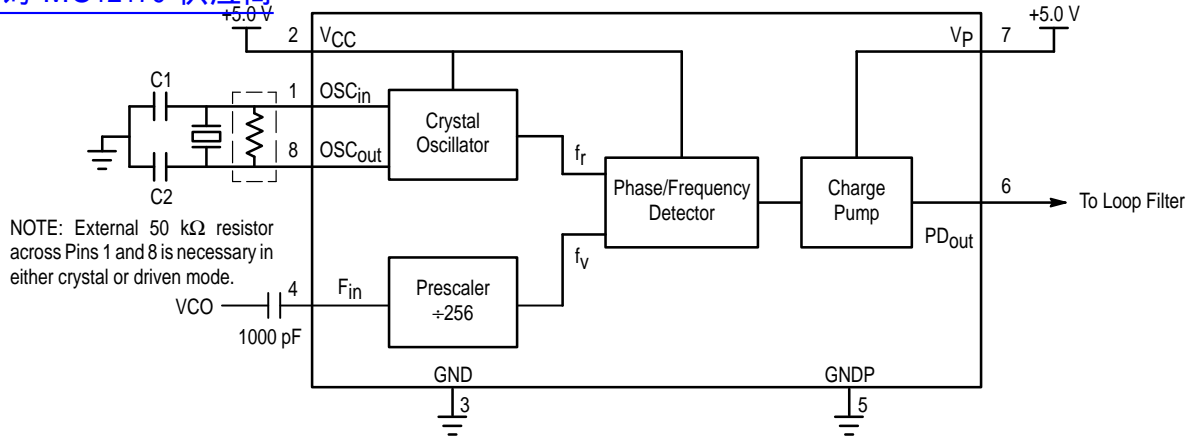 +5.0 V
2
VCC
VP
7
+5.0 V
C1
1
OSCin
Crystal
Oscillator
8
OSCout
C2
fr
Phase/Frequency
Detector
Charge
Pump
6
To Loop Filter
PDout
NOTE: External 50 kΩ resistor
across Pins 1 and 8 is necessary in
either crystal or driven mode.
fv
VCO
4
Fin
1000 pF
Prescaler
÷256
GND
3
GNDP
5